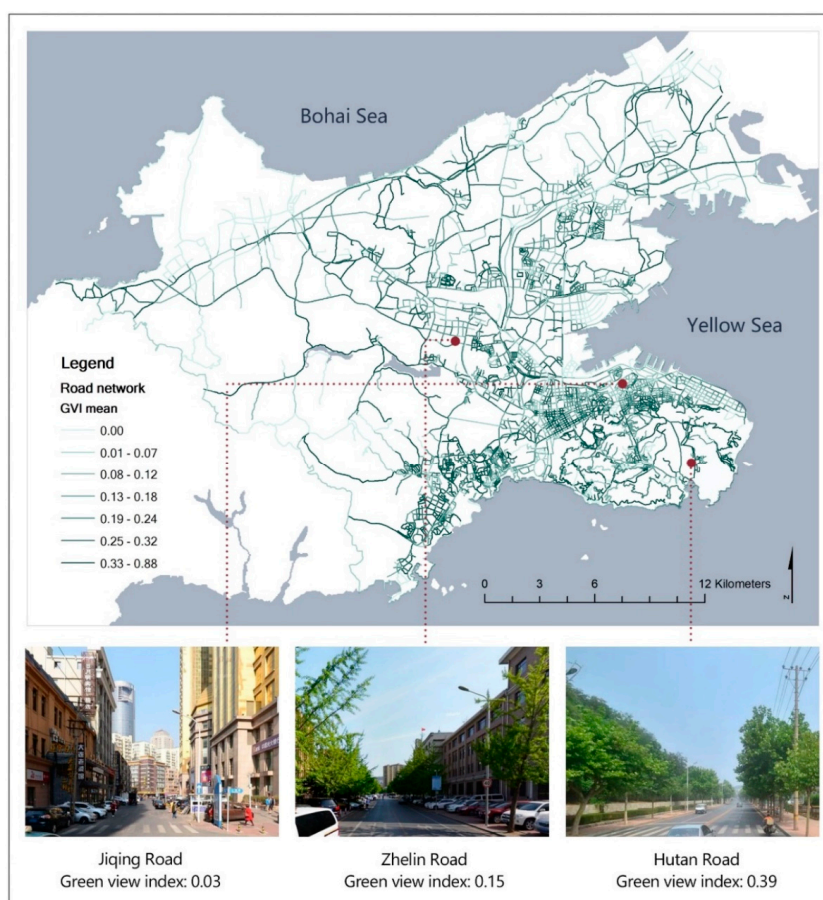 Bohai Sea
Yellow Sea
Legend
Road network
GVI mean
0.00
0.01 - 0.07
0.08 - 0.12
0.13 - 0.18
0.19 - 0.24
0.25 - 0.32
0.33 - 0.88
0 3 6 12 Kilometers
N
Jiqing Road
Green view index: 0.03
Zhelin Road
Green view index: 0.15
Hutan Road
Green view index: 0.39